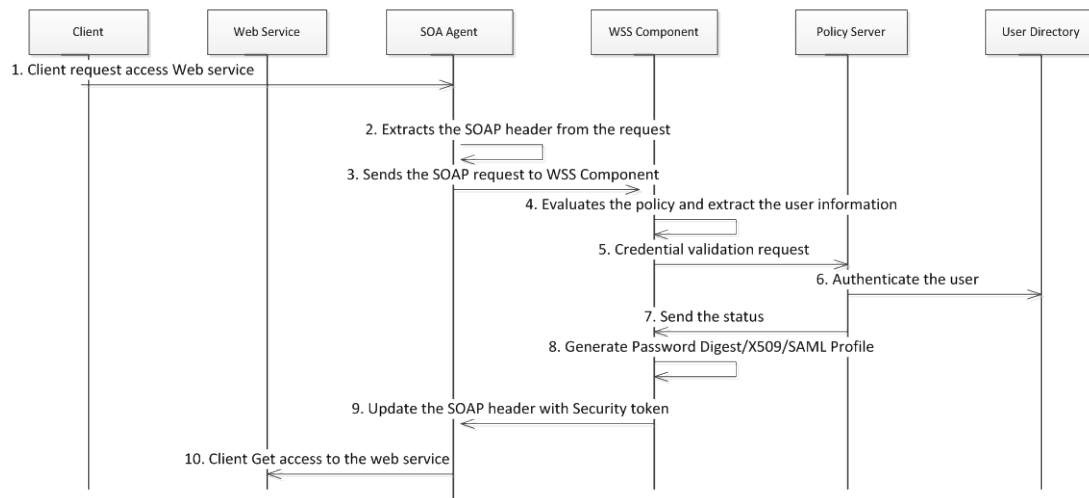 Client
Web Service
SOA Agent
WSS Component
Policy Server
User Directory
1. Client request access Web service
2. Extracts the SOAP header from the request
3. Sends the SOAP request to WSS Component
4. Evaluates the policy and extract the user information
5. Credential validation request
6. Authenticate the user
7. Send the status
8. Generate Password Digest/X509/SAML Profile
9. Update the SOAP header with Security token
10. Client Get access to the web service